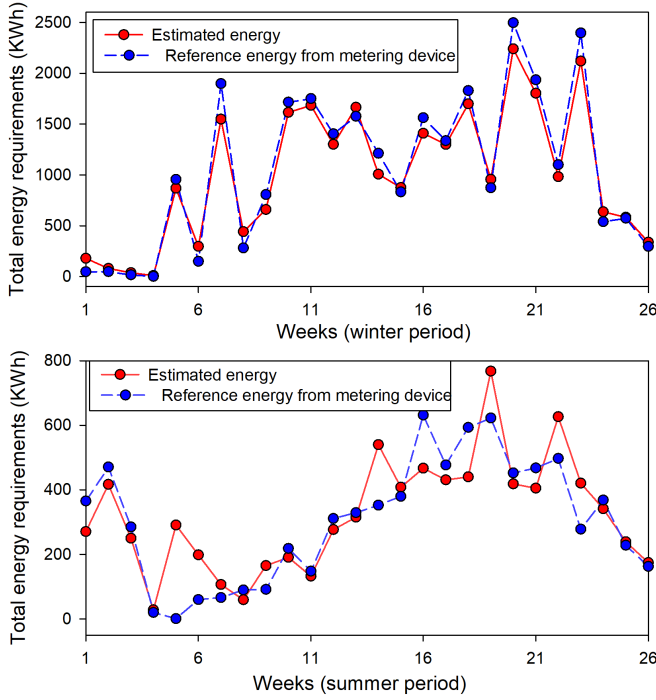 Total energy requirements (KWh)
2500
2000
1500
1000
500
0
Estimated energy
Reference energy from metering device
1 6 11 16 21 26
Weeks (winter period)
Total energy requirements (KWh)
800
600
400
200
0
Estimated energy
Reference energy from metering device
1 6 11 16 21 26
Weeks (summer period)